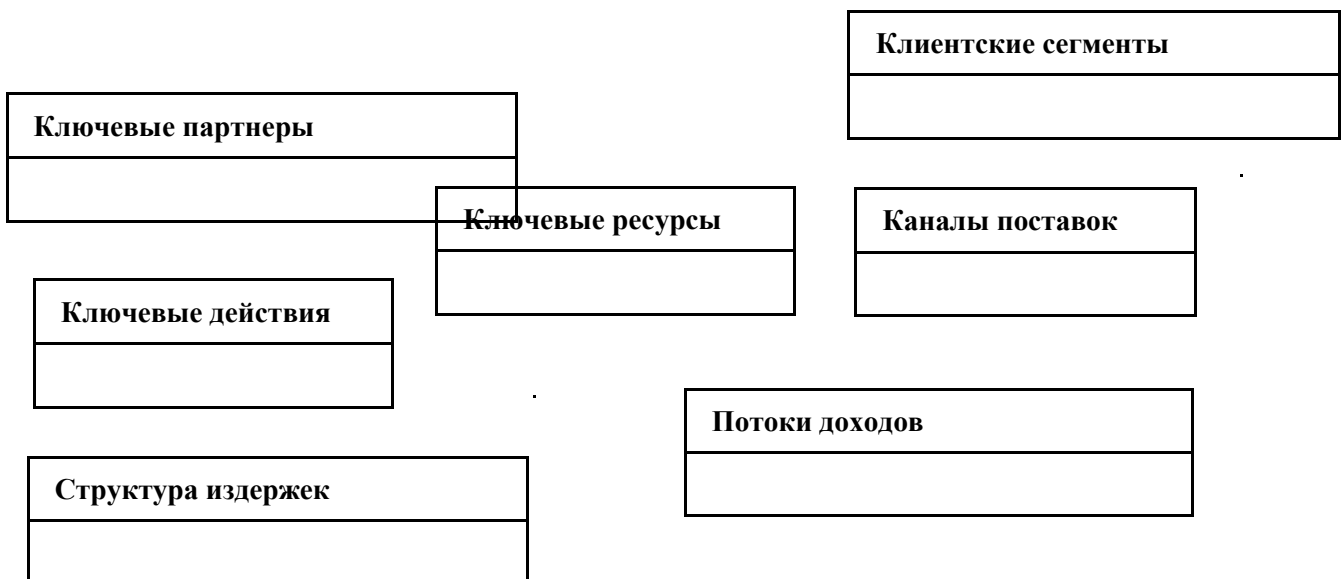 Клиентские сегменты
Ключевые партнеры
Ключевые ресурсы
Каналы поставок
Ключевые действия
Потоки доходов
Структура издержек